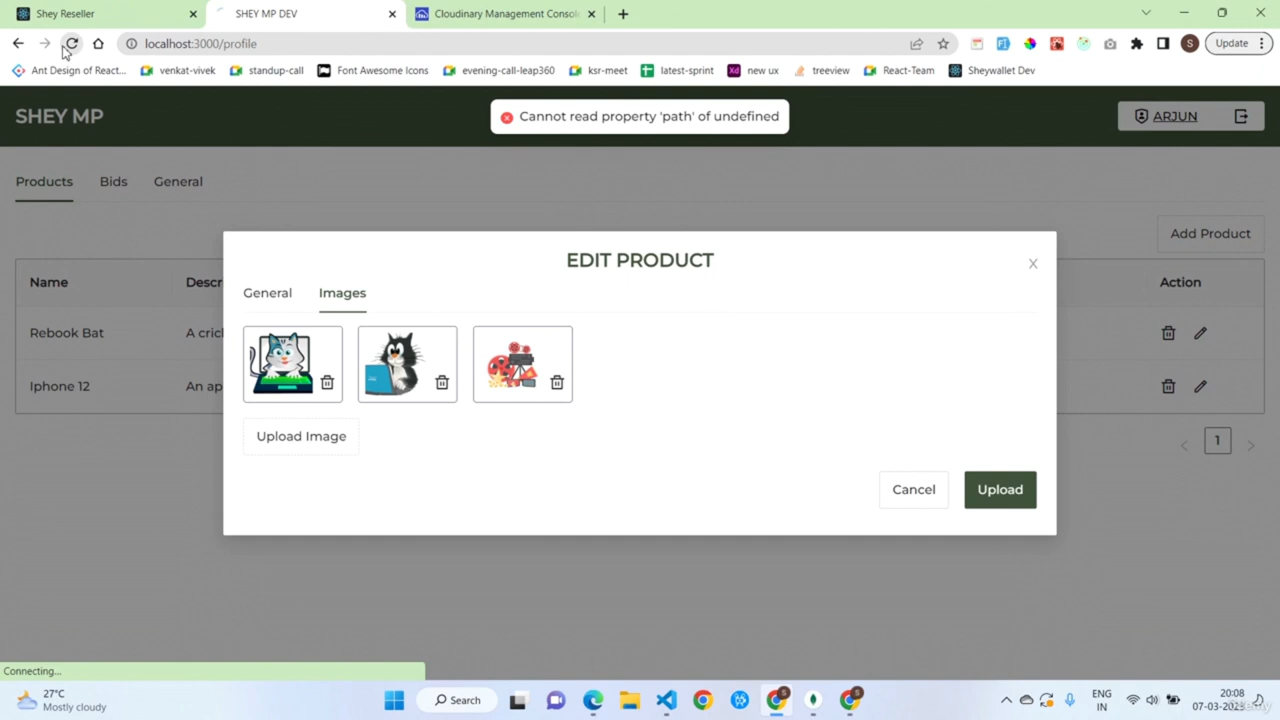 Shey Reseller
SHEY MP DEV
Cloudinary Management Console
localhost:3000/profile
S
Update
Ant Design of React...
venkat-vivek
standup-call
Font Awesome Icons
evening-call-leap360
ksr-meet
latest-sprint
Xd new ux
treeview
React-Team
Sheywallet Dev
SHEY MP
Cannot read property 'path' of undefined
ARJUN
Products
Bids
General
Add Product
EDIT PRODUCT
X
General
Images
Name
Descr
Action
Rebook Bat
A cric
Iphone 12
An ap
Upload Image
1
Cancel
Upload
Connecting...
27°C
Mostly cloudy
Search
ENG
IN
20:08